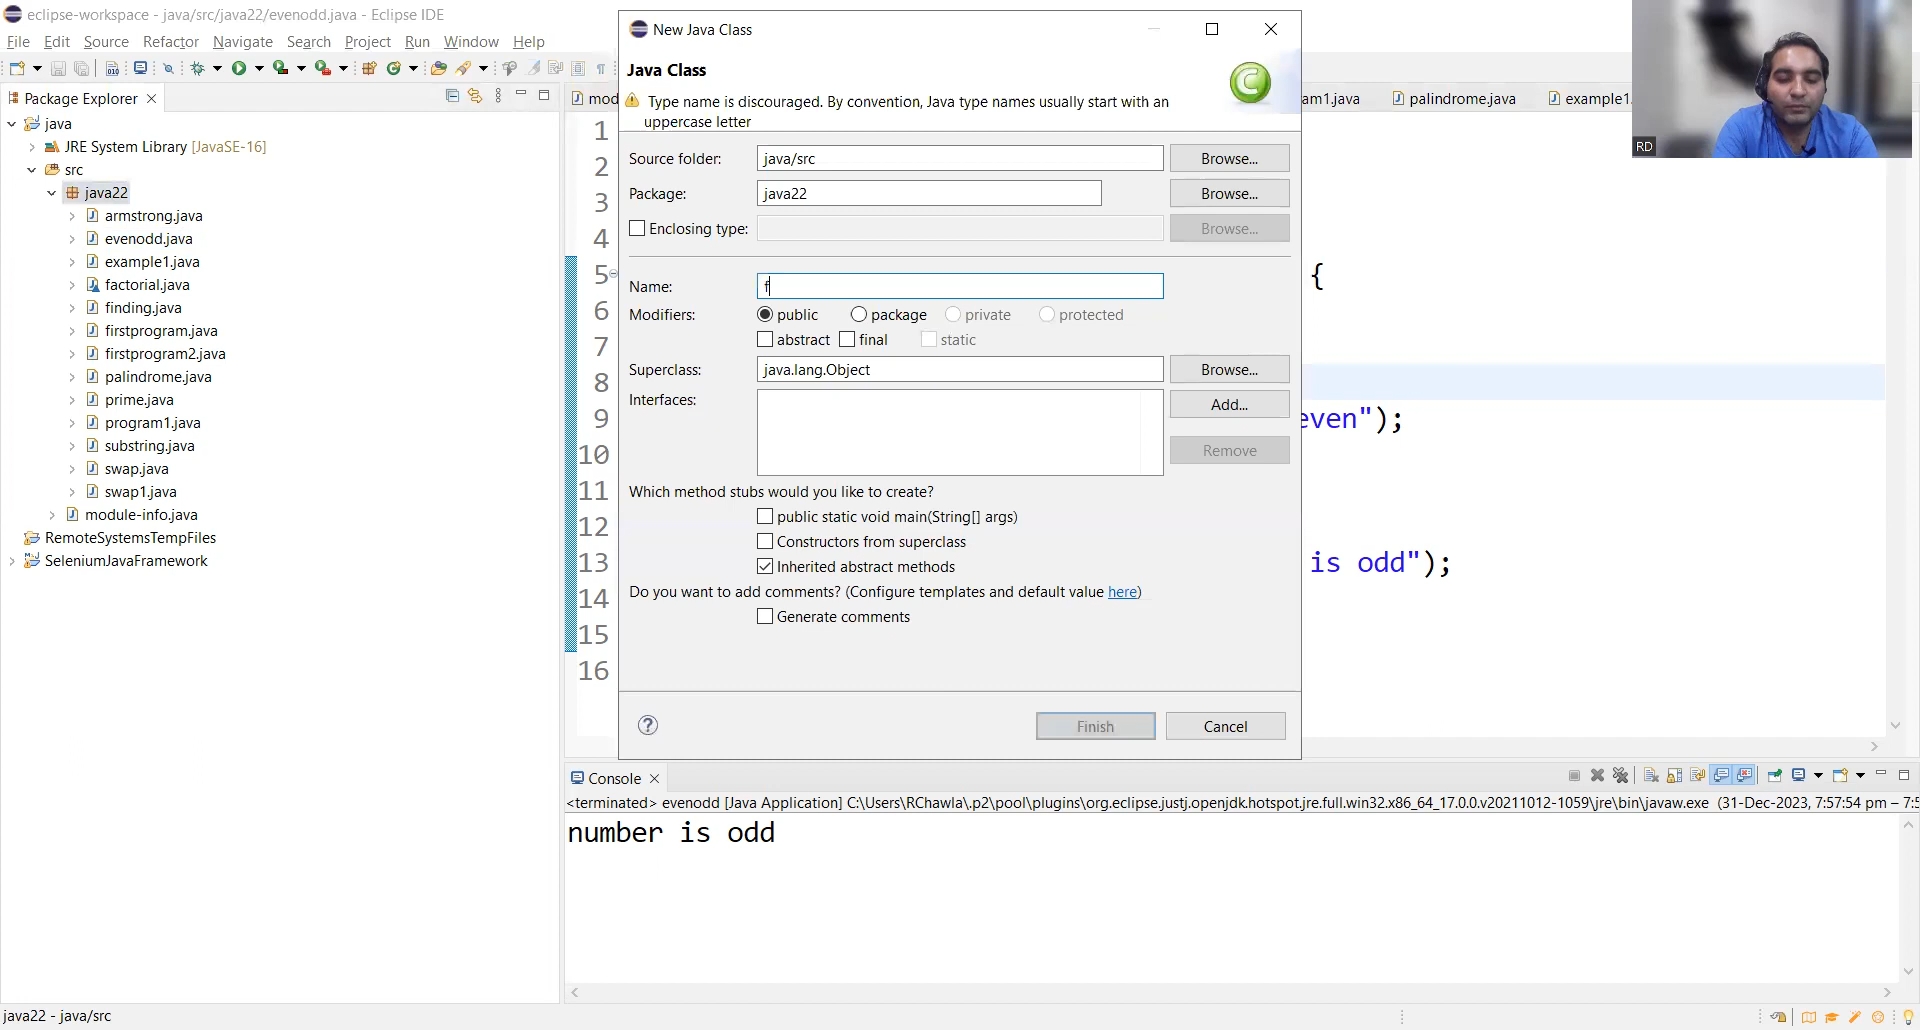 eclipse-workspace - java/src/java22/evenodd.java - Eclipse IDE
File Edit Source Refactor Navigate Search Project Run Window Help
Package Explorer
java
JRE System Library [JavaSE-16]
src
java22
armstrong.java
evenodd.java
example1.java
factorial.java
finding.java
firstprogram.java
firstprogram2.java
palindrome.java
prime.java
program1.java
substring.java
swap.java
swap1.java
module-info.java
RemoteSystemsTempFiles
SeleniumJavaFramework
New Java Class
Java Class
Type name is discouraged. By convention, Java type names usually start with an
uppercase letter
Source folder: java/src Browse...
Package: java22 Browse...
Enclosing type: Browse...
Name: f
Modifiers: public package private protected
abstract final static
Superclass: java.lang.Object Browse...
Interfaces: Add...
Remove
Which method stubs would you like to create?
public static void main(String[] args)
Constructors from superclass
Inherited abstract methods
Do you want to add comments? (Configure templates and default value here)
Generate comments
? Finish Cancel
mod
am1.java palindrome.java example1.
1
2
3
4
5 {
6
7
8
9 even");
10
11
12
13 is odd");
14
15
16
RD
Console
<terminated> evenodd [Java Application] C:\Users\RChawla\.p2\pool\plugins\org.eclipse.justj.openjdk.hotspot.jre.full.win32.x86_64_17.0.0.v20211012-1059\jre\bin\javaw.exe (31-Dec-2023, 7:57:54 pm – 7:5
number is odd
java22 - java/src